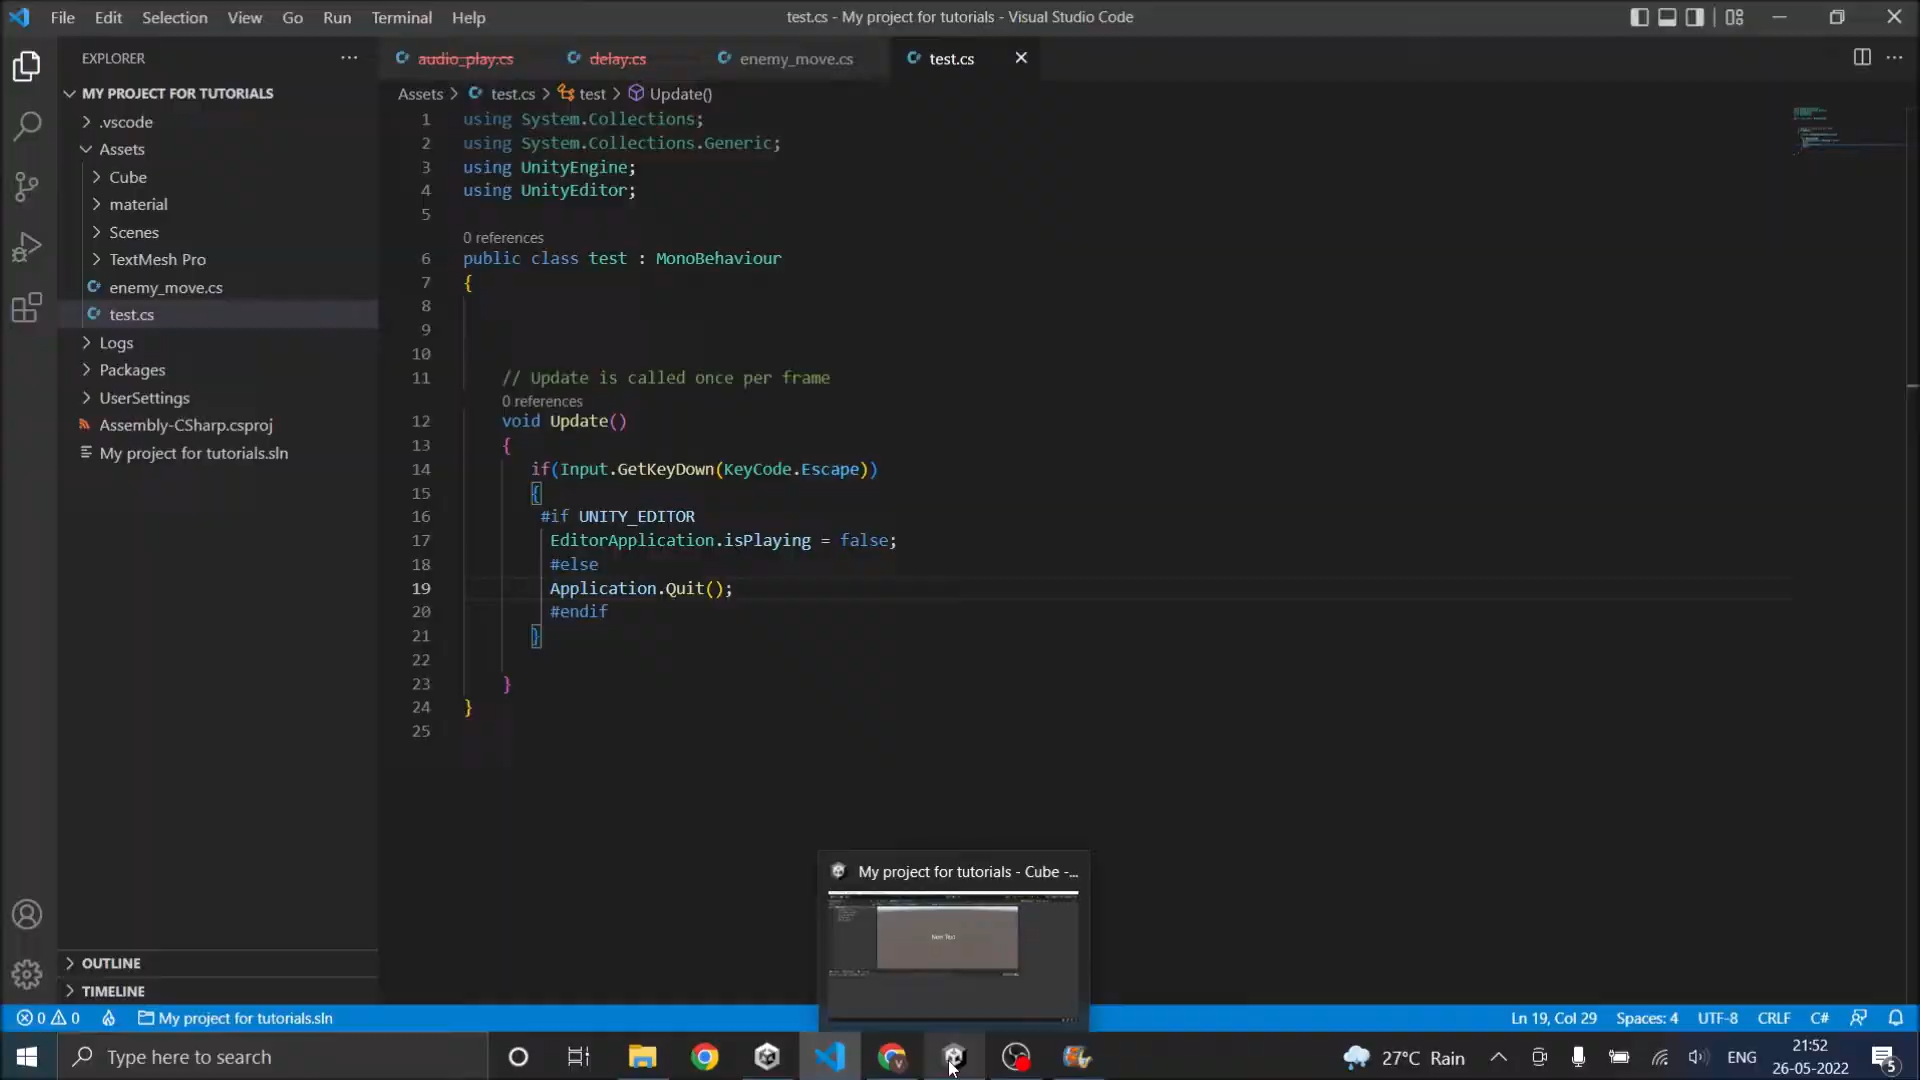 File Edit Selection View Go Run Terminal Help
test.cs - My project for tutorials - Visual Studio Code
EXPLORER
MY PROJECT FOR TUTORIALS
.vscode
Assets
Cube
material
Scenes
TextMesh Pro
enemy_move.cs
test.cs
Logs
Packages
UserSettings
Assembly-CSharp.csproj
My project for tutorials.sln
OUTLINE
TIMELINE
audio_play.cs delay.cs enemy_move.cs test.cs
Assets > test.cs > test > Update()
1 using System.Collections;
2 using System.Collections.Generic;
3 using UnityEngine;
4 using UnityEditor;
5
0 references
6 public class test : MonoBehaviour
7 {
8
9
10
11 // Update is called once per frame
0 references
12 void Update()
13 {
14 if(Input.GetKeyDown(KeyCode.Escape))
15 {
16 #if UNITY_EDITOR
17 EditorApplication.isPlaying = false;
18 #else
19 Application.Quit();
20 #endif
21 }
22
23 }
24 }
25
My project for tutorials - Cube -...
0 0 My project for tutorials.sln
Ln 19, Col 29 Spaces: 4 UTF-8 CRLF C#
Type here to search
27°C Rain
ENG
21:52
26-05-2022
5